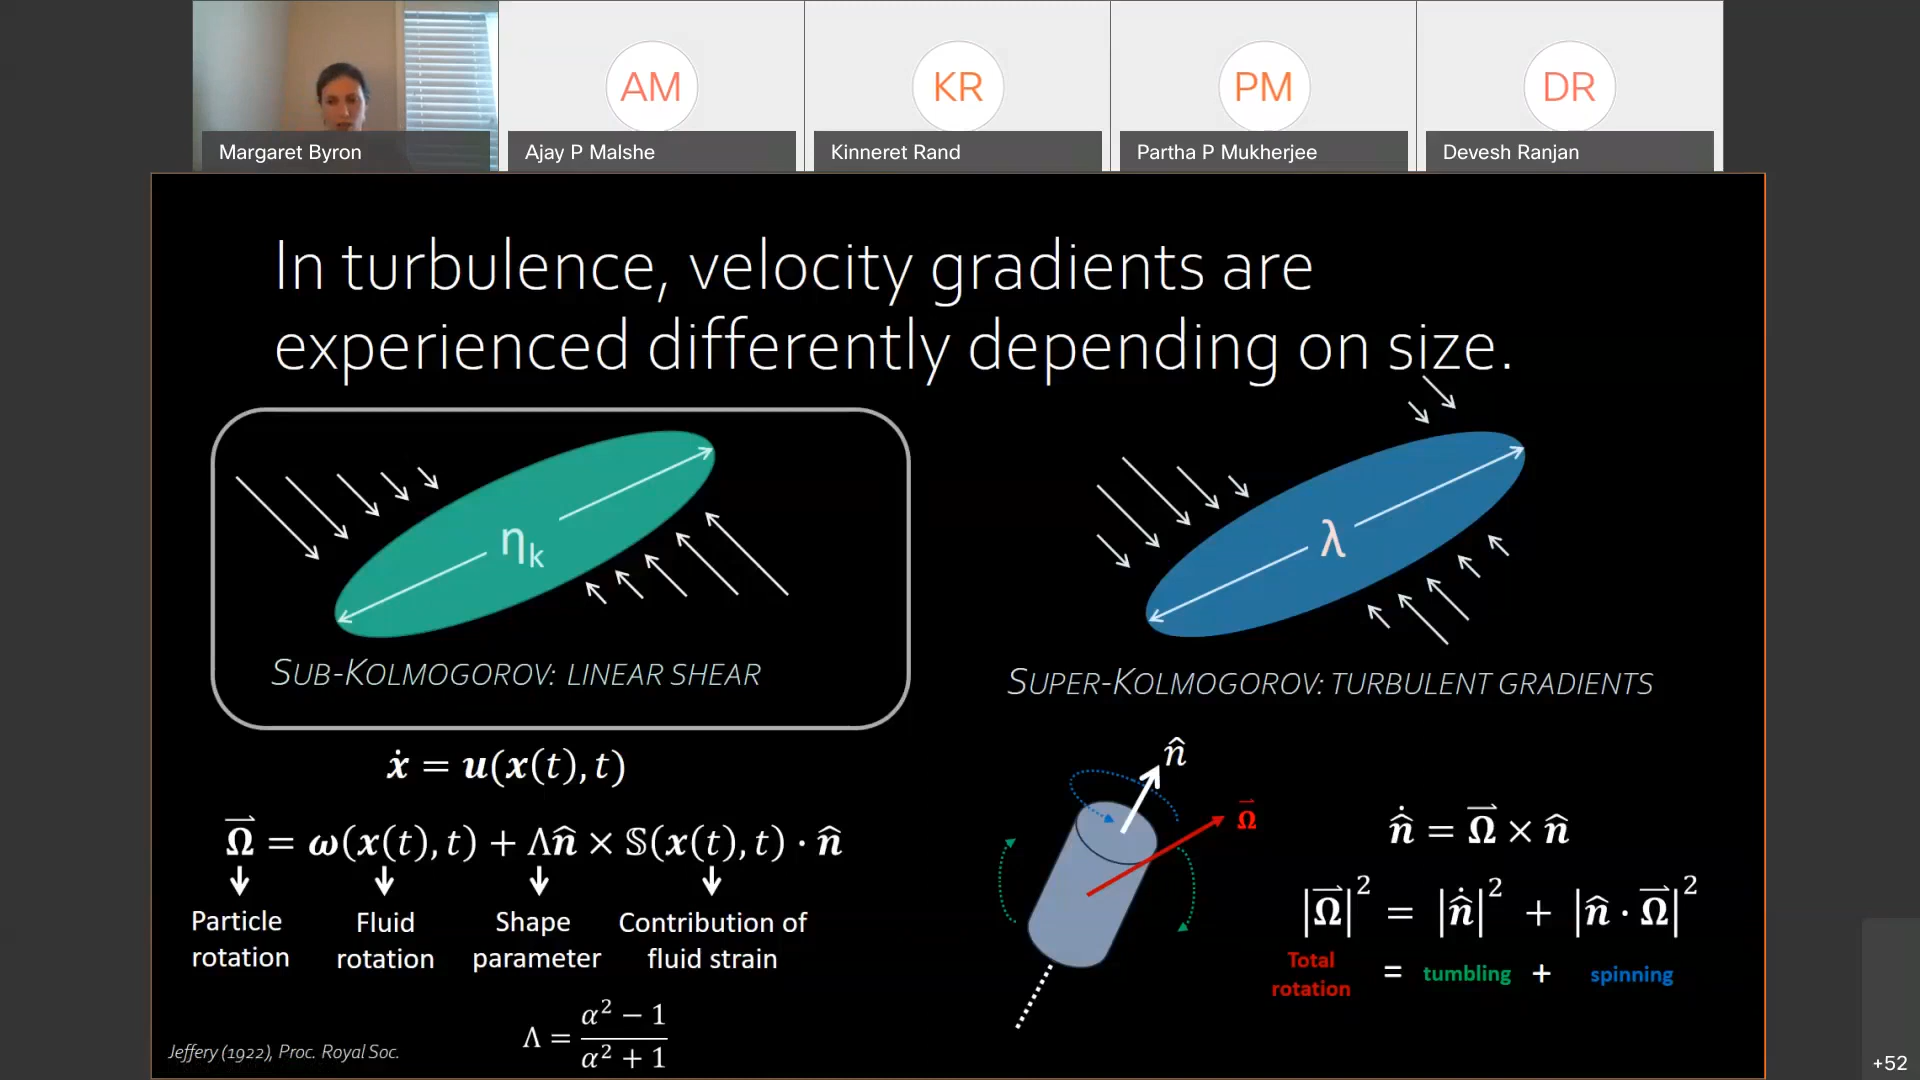 AM
KR
PM
DR
Margaret Byron
Ajay P Malshe
Kinneret Rand
Partha P Mukherjee
Devesh Ranjan
In turbulence, velocity gradients are
experienced differently depending on size.
ηk
λ
SUB-KOLMOGOROV: LINEAR SHEAR
SUPER-KOLMOGOROV: TURBULENT GRADIENTS
ẋ = u(x(t), t)
Ω⃗ = ω(x(t), t) + Λn̂ × 𝕊(x(t), t) · n̂
Particle
rotation
Fluid
rotation
Shape
parameter
Contribution of
fluid strain
Λ = (α² − 1)/(α² + 1)
Jeffery (1922), Proc. Royal Soc.
n̂
Ω⃗
n̂̇ = Ω⃗ × n̂
|Ω⃗|² = |n̂̇|² + |n̂ · Ω⃗|²
Total
rotation
= tumbling + spinning
+52